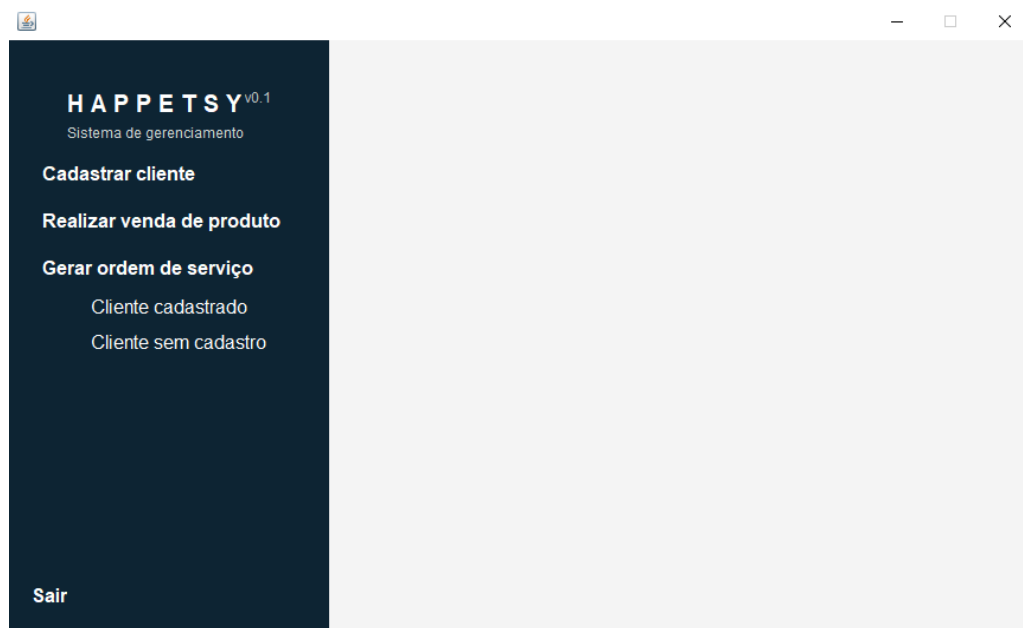 H A P P E T S Y v0.1
Sistema de gerenciamento
Cadastrar cliente
Realizar venda de produto
Gerar ordem de serviço
Cliente cadastrado
Cliente sem cadastro
Sair